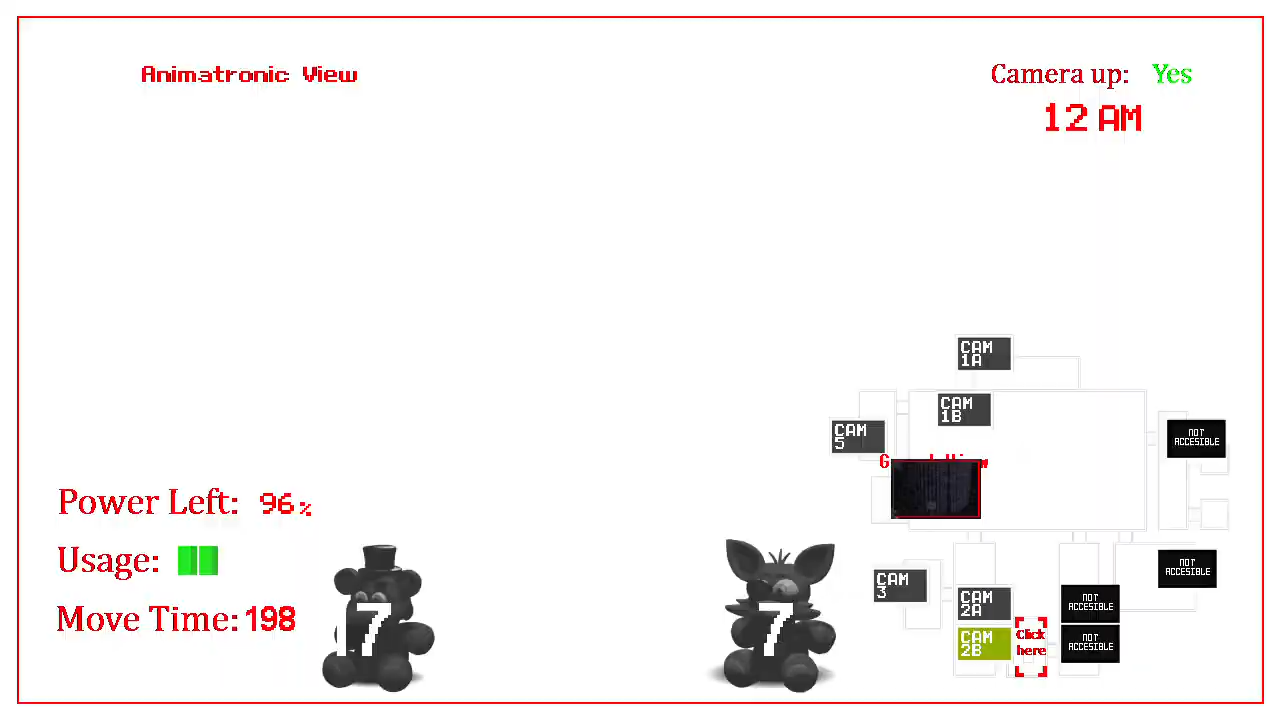 Animatronic View
Camera up: Yes
12 AM
CAM 1A
CAM 1B
CAM 5
NOT ACCESIBLE
Power Left: 96%
Usage:
NOT ACCESIBLE
CAM 3
CAM 2A
NOT ACCESIBLE
Move Time: 198
17
7
CAM 2B
Click here
NOT ACCESIBLE